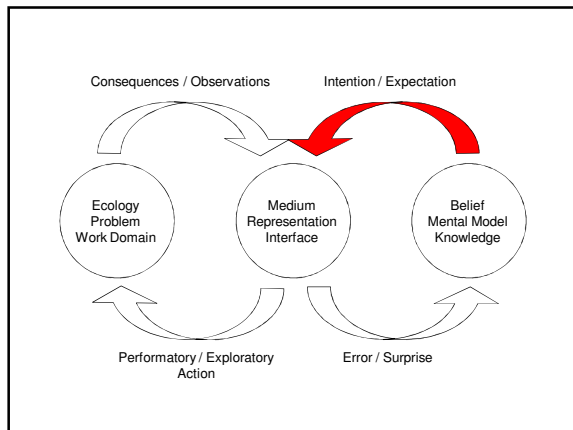 Consequences / Observations
Intention / Expectation
Ecology
Problem
Work Domain
Medium
Representation
Interface
Belief
Mental Model
Knowledge
Performatory / Exploratory
Action
Error / Surprise